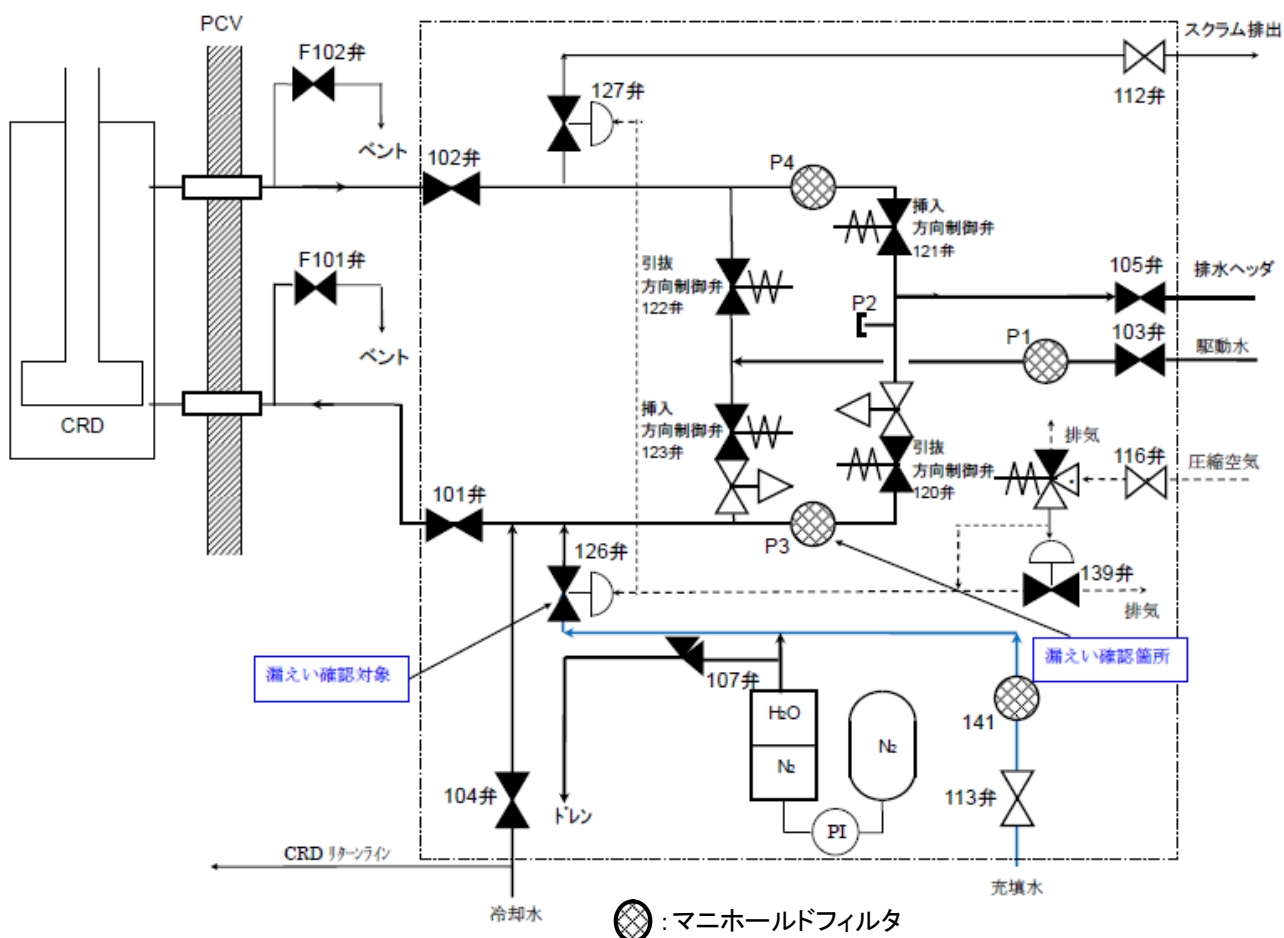 PCV
スクラム排出
F102弁
127弁
112弁
ベント
102弁
P4
挿入
方向制御弁
121弁
F101弁
引抜
方向制御弁
122弁
105弁
排水ヘッダ
P2
P1
103弁
駆動水
ベント
CRD
挿入
方向制御弁
123弁
引抜
方向制御弁
120弁
排気
116弁
圧縮空気
101弁
P3
126弁
139弁
排気
漏えい確認対象
漏えい確認箇所
107弁
H₂O
N₂
N₂
141
104弁
ドレン
PI
113弁
CRD リターンライン
冷却水
充填水
:マニホールドフィルタ